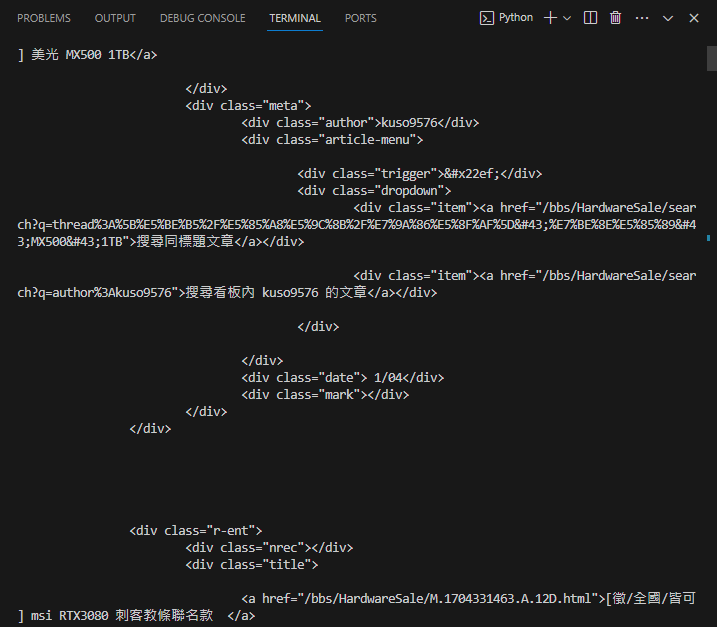 PROBLEMS OUTPUT DEBUG CONSOLE TERMINAL PORTS Python
] 美光 MX500 1TB</a>
</div>
<div class="meta">
<div class="author">kuso9576</div>
<div class="article-menu">
<div class="trigger">&#x22ef;</div>
<div class="dropdown">
<div class="item"><a href="/bbs/HardwareSale/sear
ch?q=thread%3A%5B%E5%BE%B5%2F%E5%85%A8%E5%9C%8B%2F%E7%9A%86%E5%8F%AF%5D&#43;%E7%BE%8E%E5%85%89&#4
3;MX500&#43;1TB">搜尋同標題文章</a></div>
<div class="item"><a href="/bbs/HardwareSale/sear
ch?q=author%3Akuso9576">搜尋看板內 kuso9576 的文章</a></div>
</div>
</div>
<div class="date"> 1/04</div>
<div class="mark"></div>
</div>
</div>
<div class="r-ent">
<div class="nrec"></div>
<div class="title">
<a href="/bbs/HardwareSale/M.1704331463.A.12D.html">[徵/全國/皆可
] msi RTX3080 刺客教條聯名款 </a>